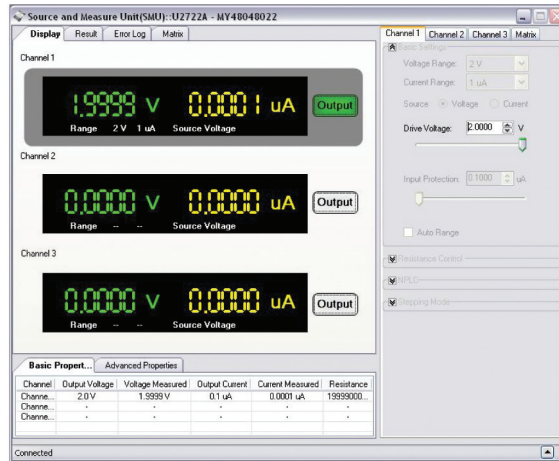 Source and Measure Unit(SMU)::U2722A - MY48048022
Display Result Error Log Matrix
Channel 1
1.9999 V 0.0001 uA Output
Range 2 V 1 uA Source Voltage
Channel 2
0.0000 V 0.0000 uA Output
Range -- -- Source Voltage
Channel 3
0.0000 V 0.0000 uA Output
Range -- -- Source Voltage
Basic Propert... Advanced Properties
Channel Output Voltage Voltage Measured Output Current Current Measured Resistance
Channe... 2.0 V 1.9999 V 0.1 uA 0.0001 uA 19999000...
Channe... - - - - -
Channe... - - - - -
Channel 1 Channel 2 Channel 3 Matrix
Basic Settings
Voltage Range: 2 V
Current Range: 1 uA
Source Voltage Current
Drive Voltage: 2.0000 V
Input Protection: 0.1000 uA
Auto Range
Resistance Control
NPLC
Stepping Mode
Connected